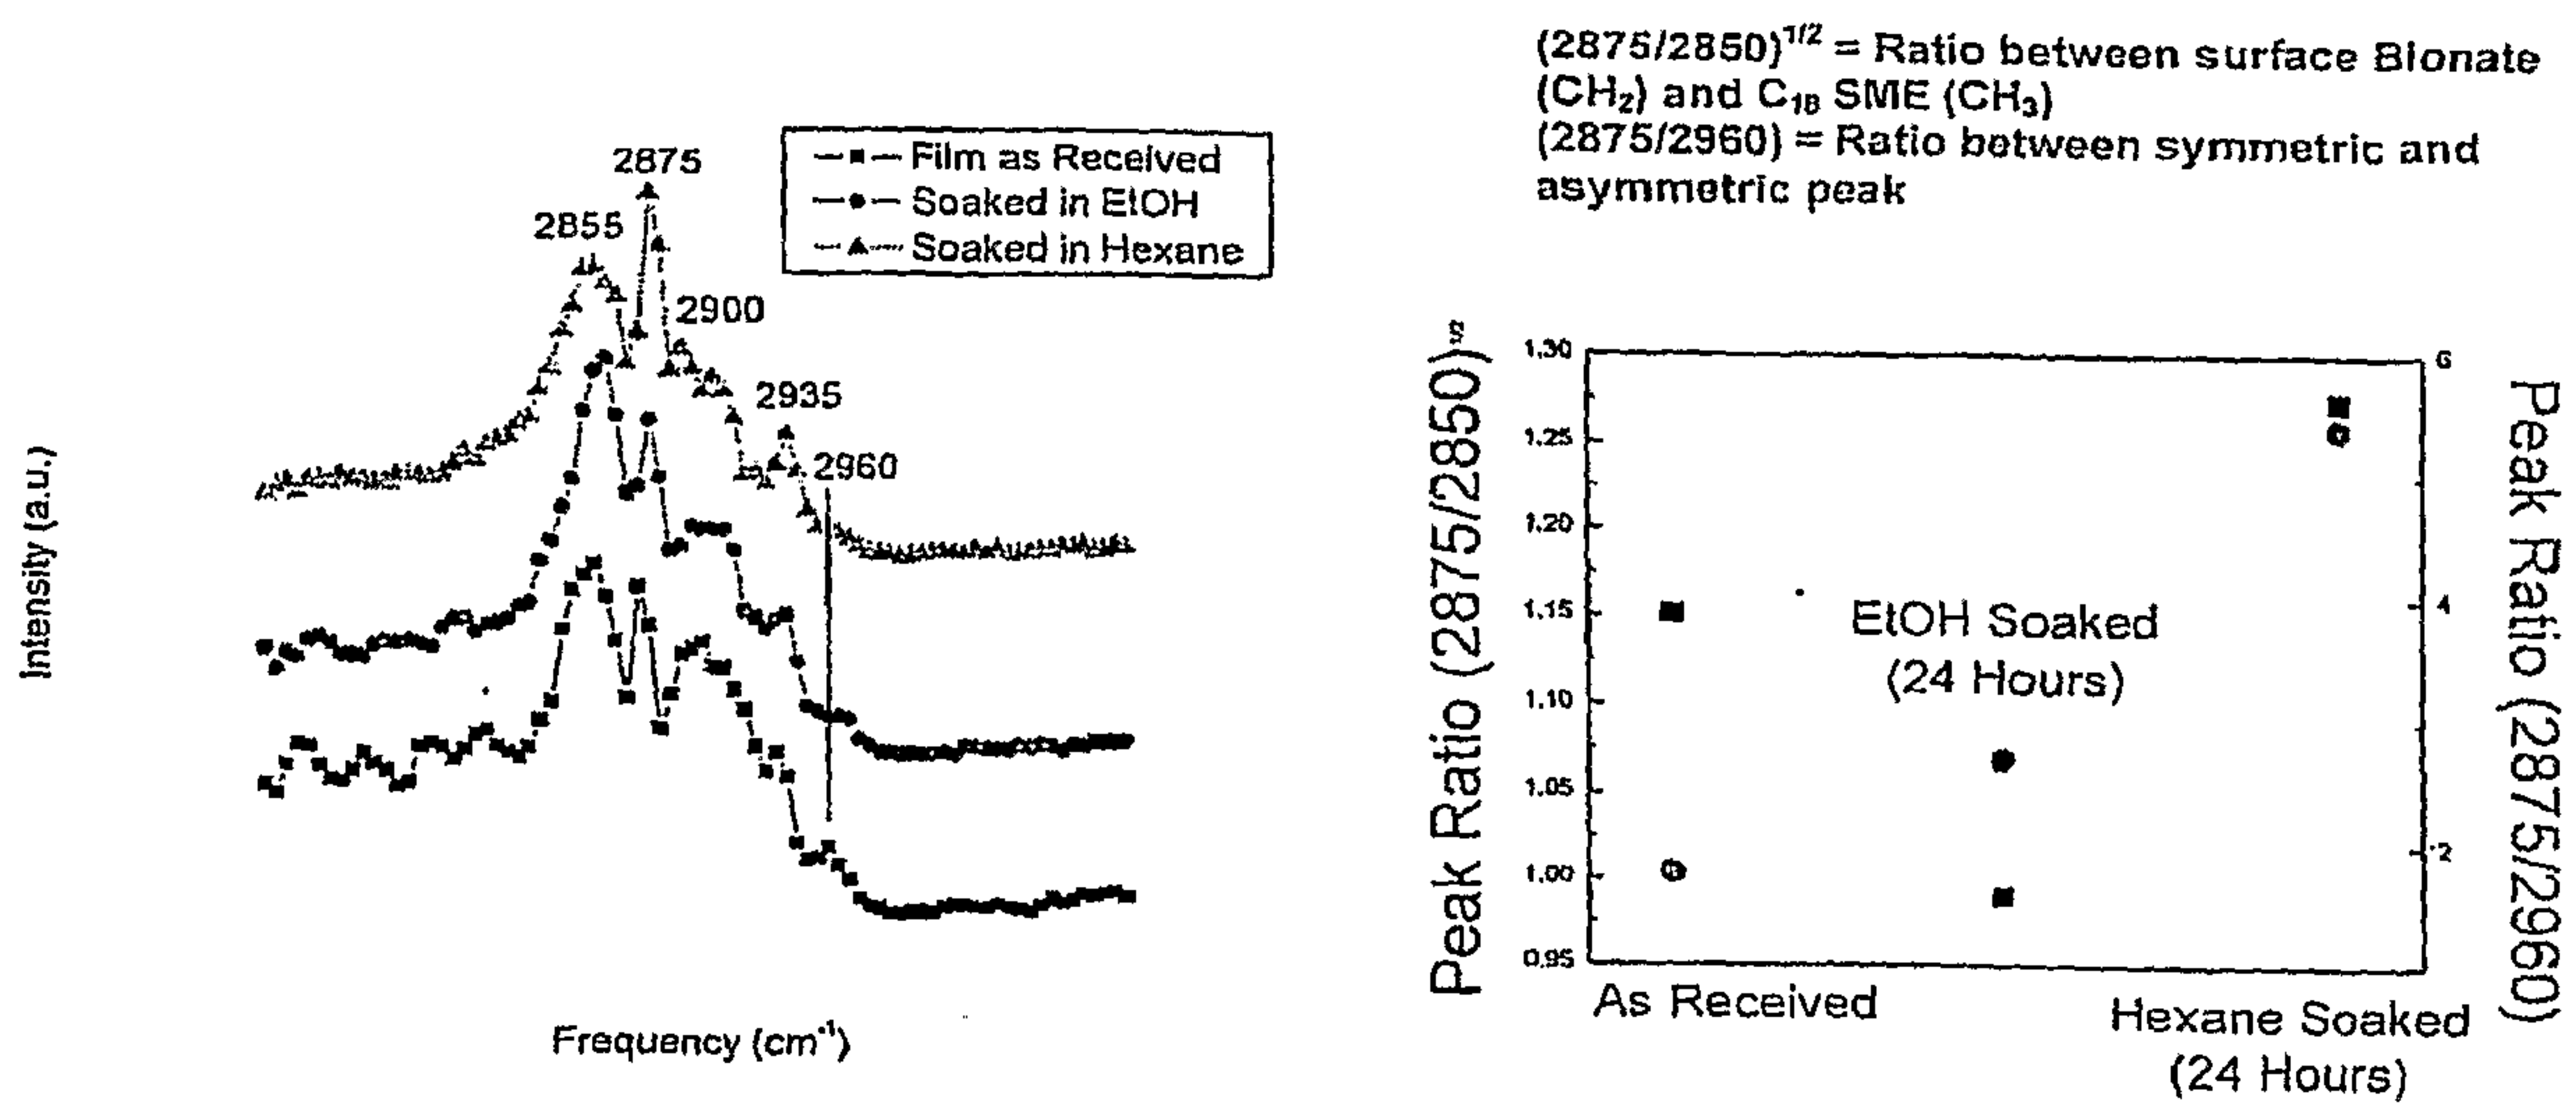 (2875/2850)^1/2 = Ratio between surface Bionate
(CH₂) and C₁₈ SME (CH₃)
(2875/2960) = Ratio between symmetric and
asymmetric peak
Film as Received
Soaked in EtOH
Soaked in Hexane
2875
2855
2900
2935
2960
Intensity (a.u.)
Frequency (cm⁻¹)
Peak Ratio (2875/2850)^1/2
1.30
1.25
1.20
1.15
1.10
1.05
1.00
0.95
6
4
2
Peak Ratio (2875/2960)
EtOH Soaked
(24 Hours)
As Received
Hexane Soaked
(24 Hours)